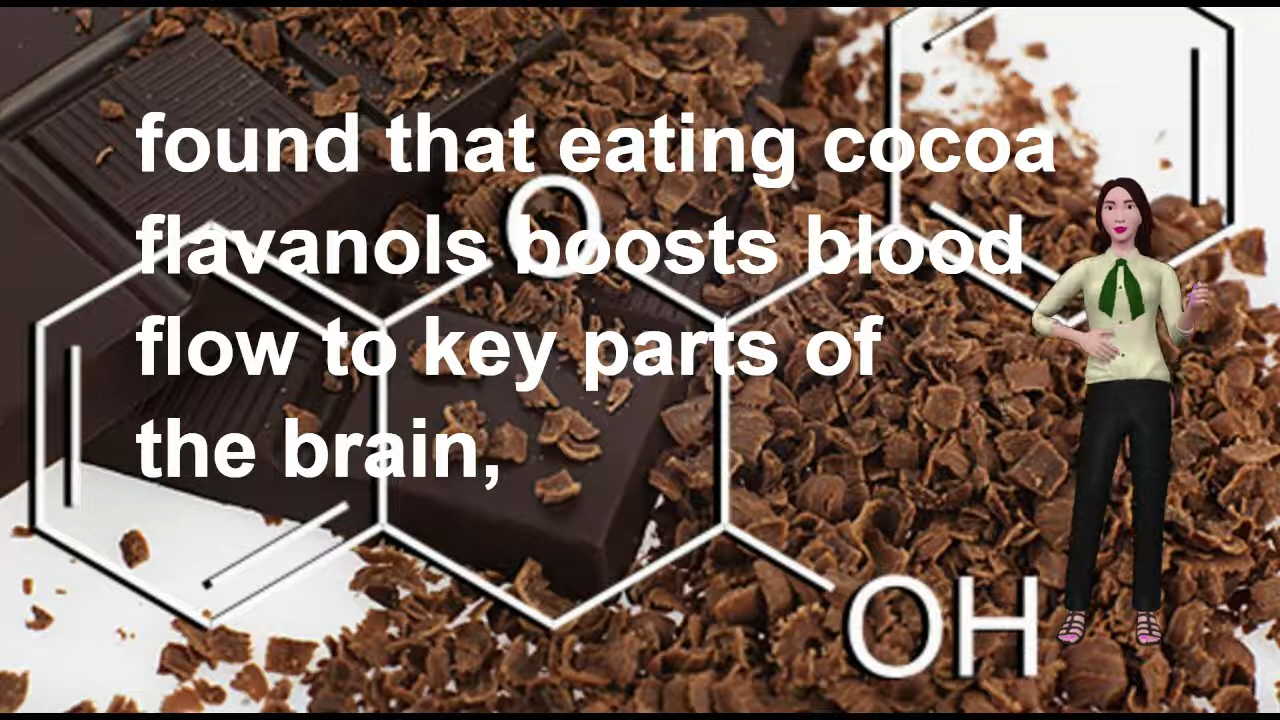 found that eating cocoa
flavanols boosts blood
flow to key parts of
the brain,
O
OH